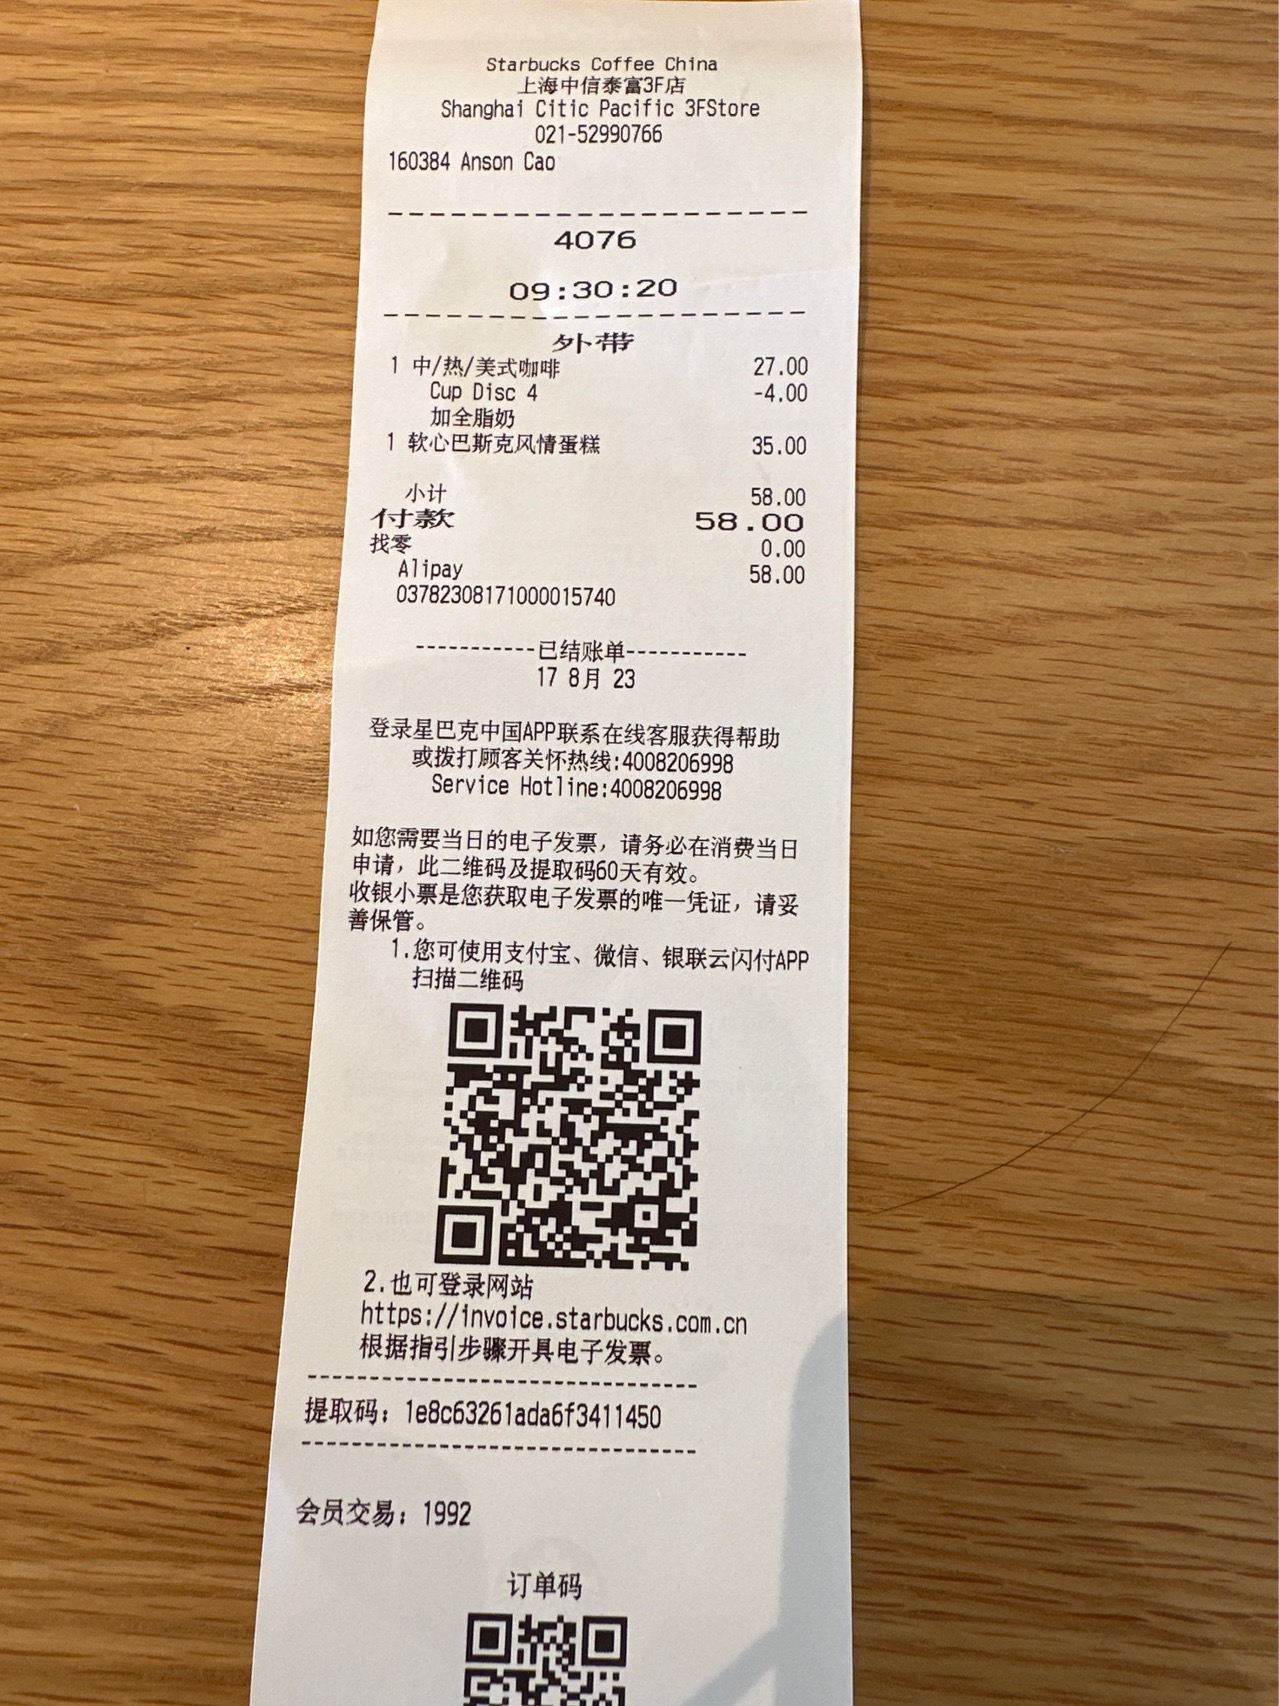 Starbucks Coffee China
上海中信泰富3F店
Shanghai Citic Pacific 3FStore
021-52990766
160384 Anson Cao
--------------------
4076
09:30:20
--------------------
外带
1 中/热/美式咖啡 27.00
Cup Disc 4 -4.00
加全脂奶
1 软心巴斯克风情蛋糕 35.00
小计 58.00
付款 58.00
找零 0.00
Alipay 58.00
03782308171000015740
-----------已结账单-----------
17 8月 23
登录星巴克中国APP联系在线客服获得帮助
或拨打顾客关怀热线:4008206998
Service Hotline:4008206998
如您需要当日的电子发票，请务必在消费当日
申请，此二维码及提取码60天有效。
收银小票是您获取电子发票的唯一凭证，请妥
善保管。
1.您可使用支付宝、微信、银联云闪付APP
扫描二维码
2.也可登录网站
https://invoice.starbucks.com.cn
根据指引步骤开具电子发票。
--------------------------------
提取码：1e8c63261ada6f3411450
--------------------------------
会员交易：1992
订单码